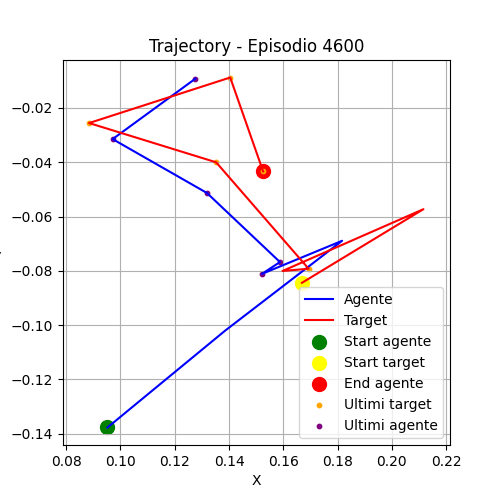 Trajectory - Episodio 4600
−0.02
−0.04
−0.06
−0.08
−0.10
−0.12
−0.14
0.08 0.10 0.12 0.14 0.16 0.18 0.20 0.22
X
Agente
Target
Start agente
Start target
End agente
Ultimi target
Ultimi agente